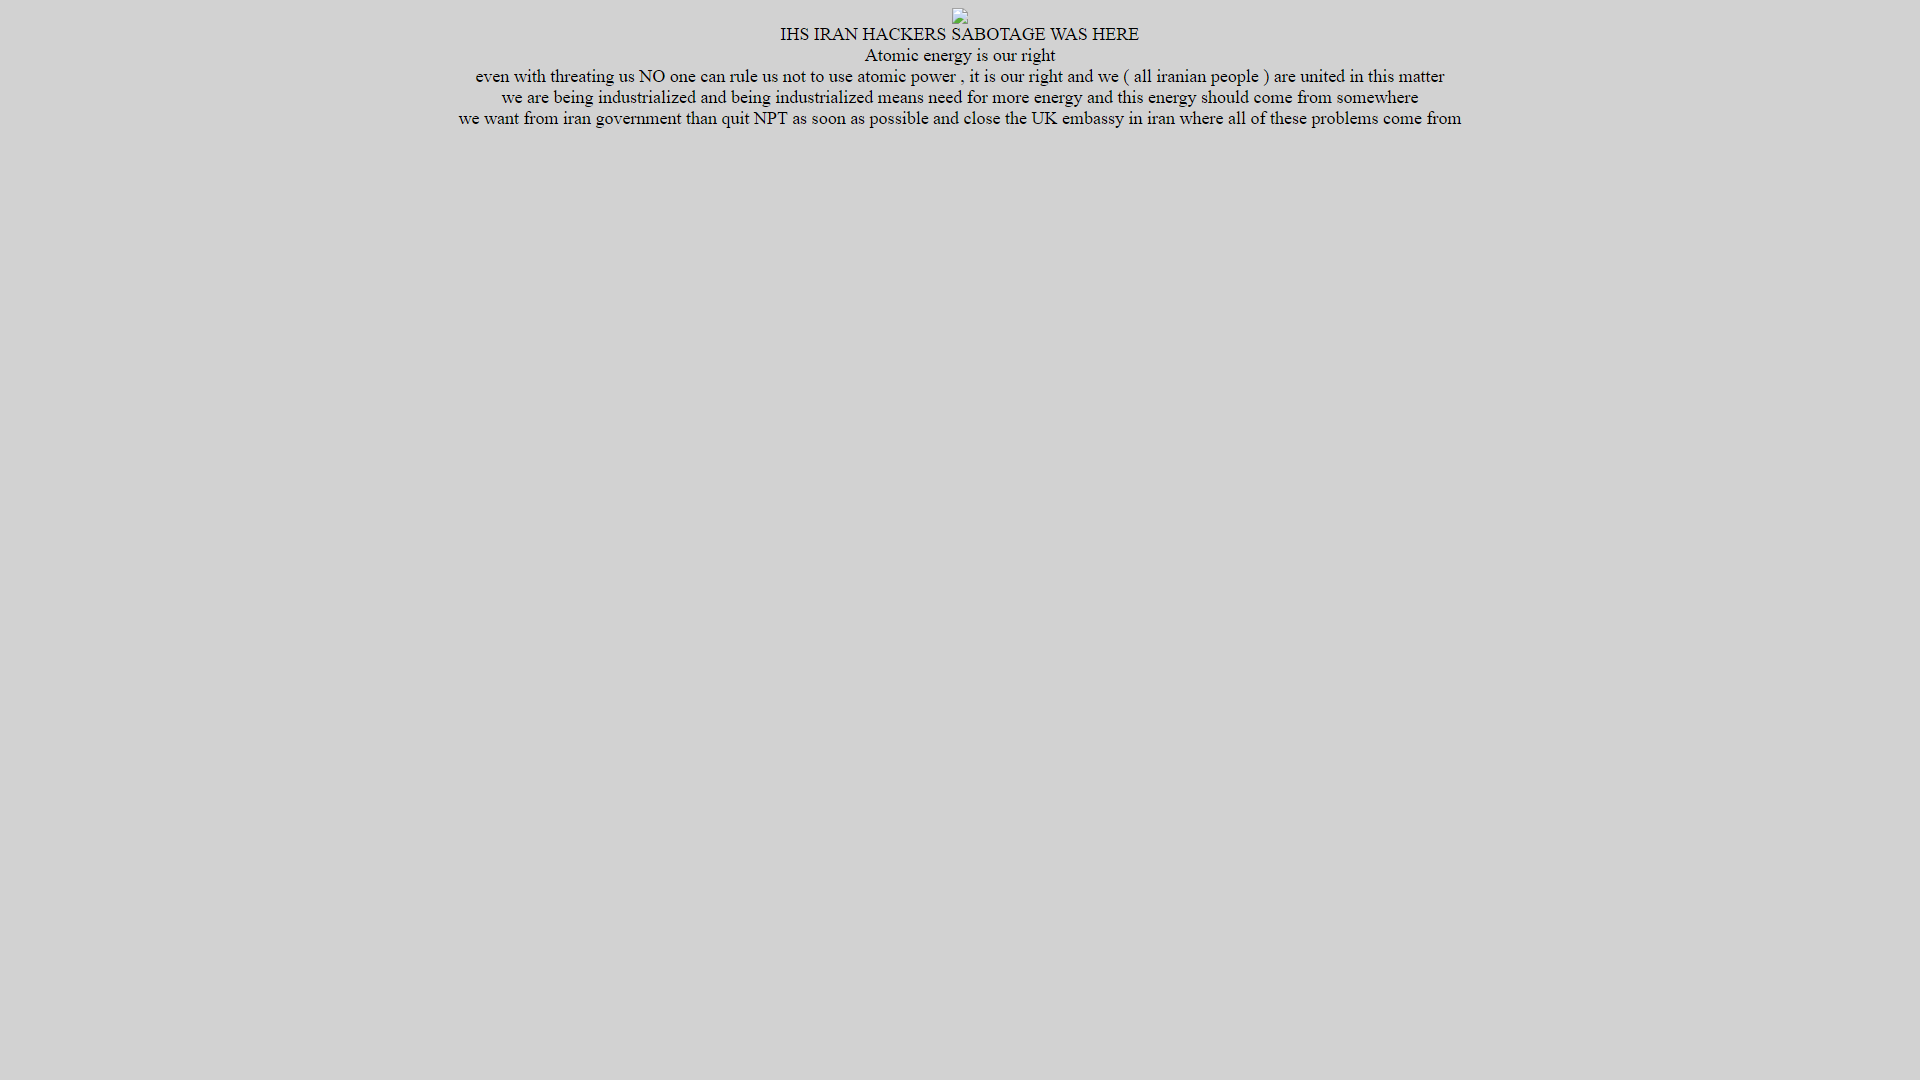 IHS IRAN HACKERS SABOTAGE WAS HERE
Atomic energy is our right
even with threating us NO one can rule us not to use atomic power , it is our right and we ( all iranian people ) are united in this matter
we are being industrialized and being industrialized means need for more energy and this energy should come from somewhere
we want from iran government than quit NPT as soon as possible and close the UK embassy in iran where all of these problems come from